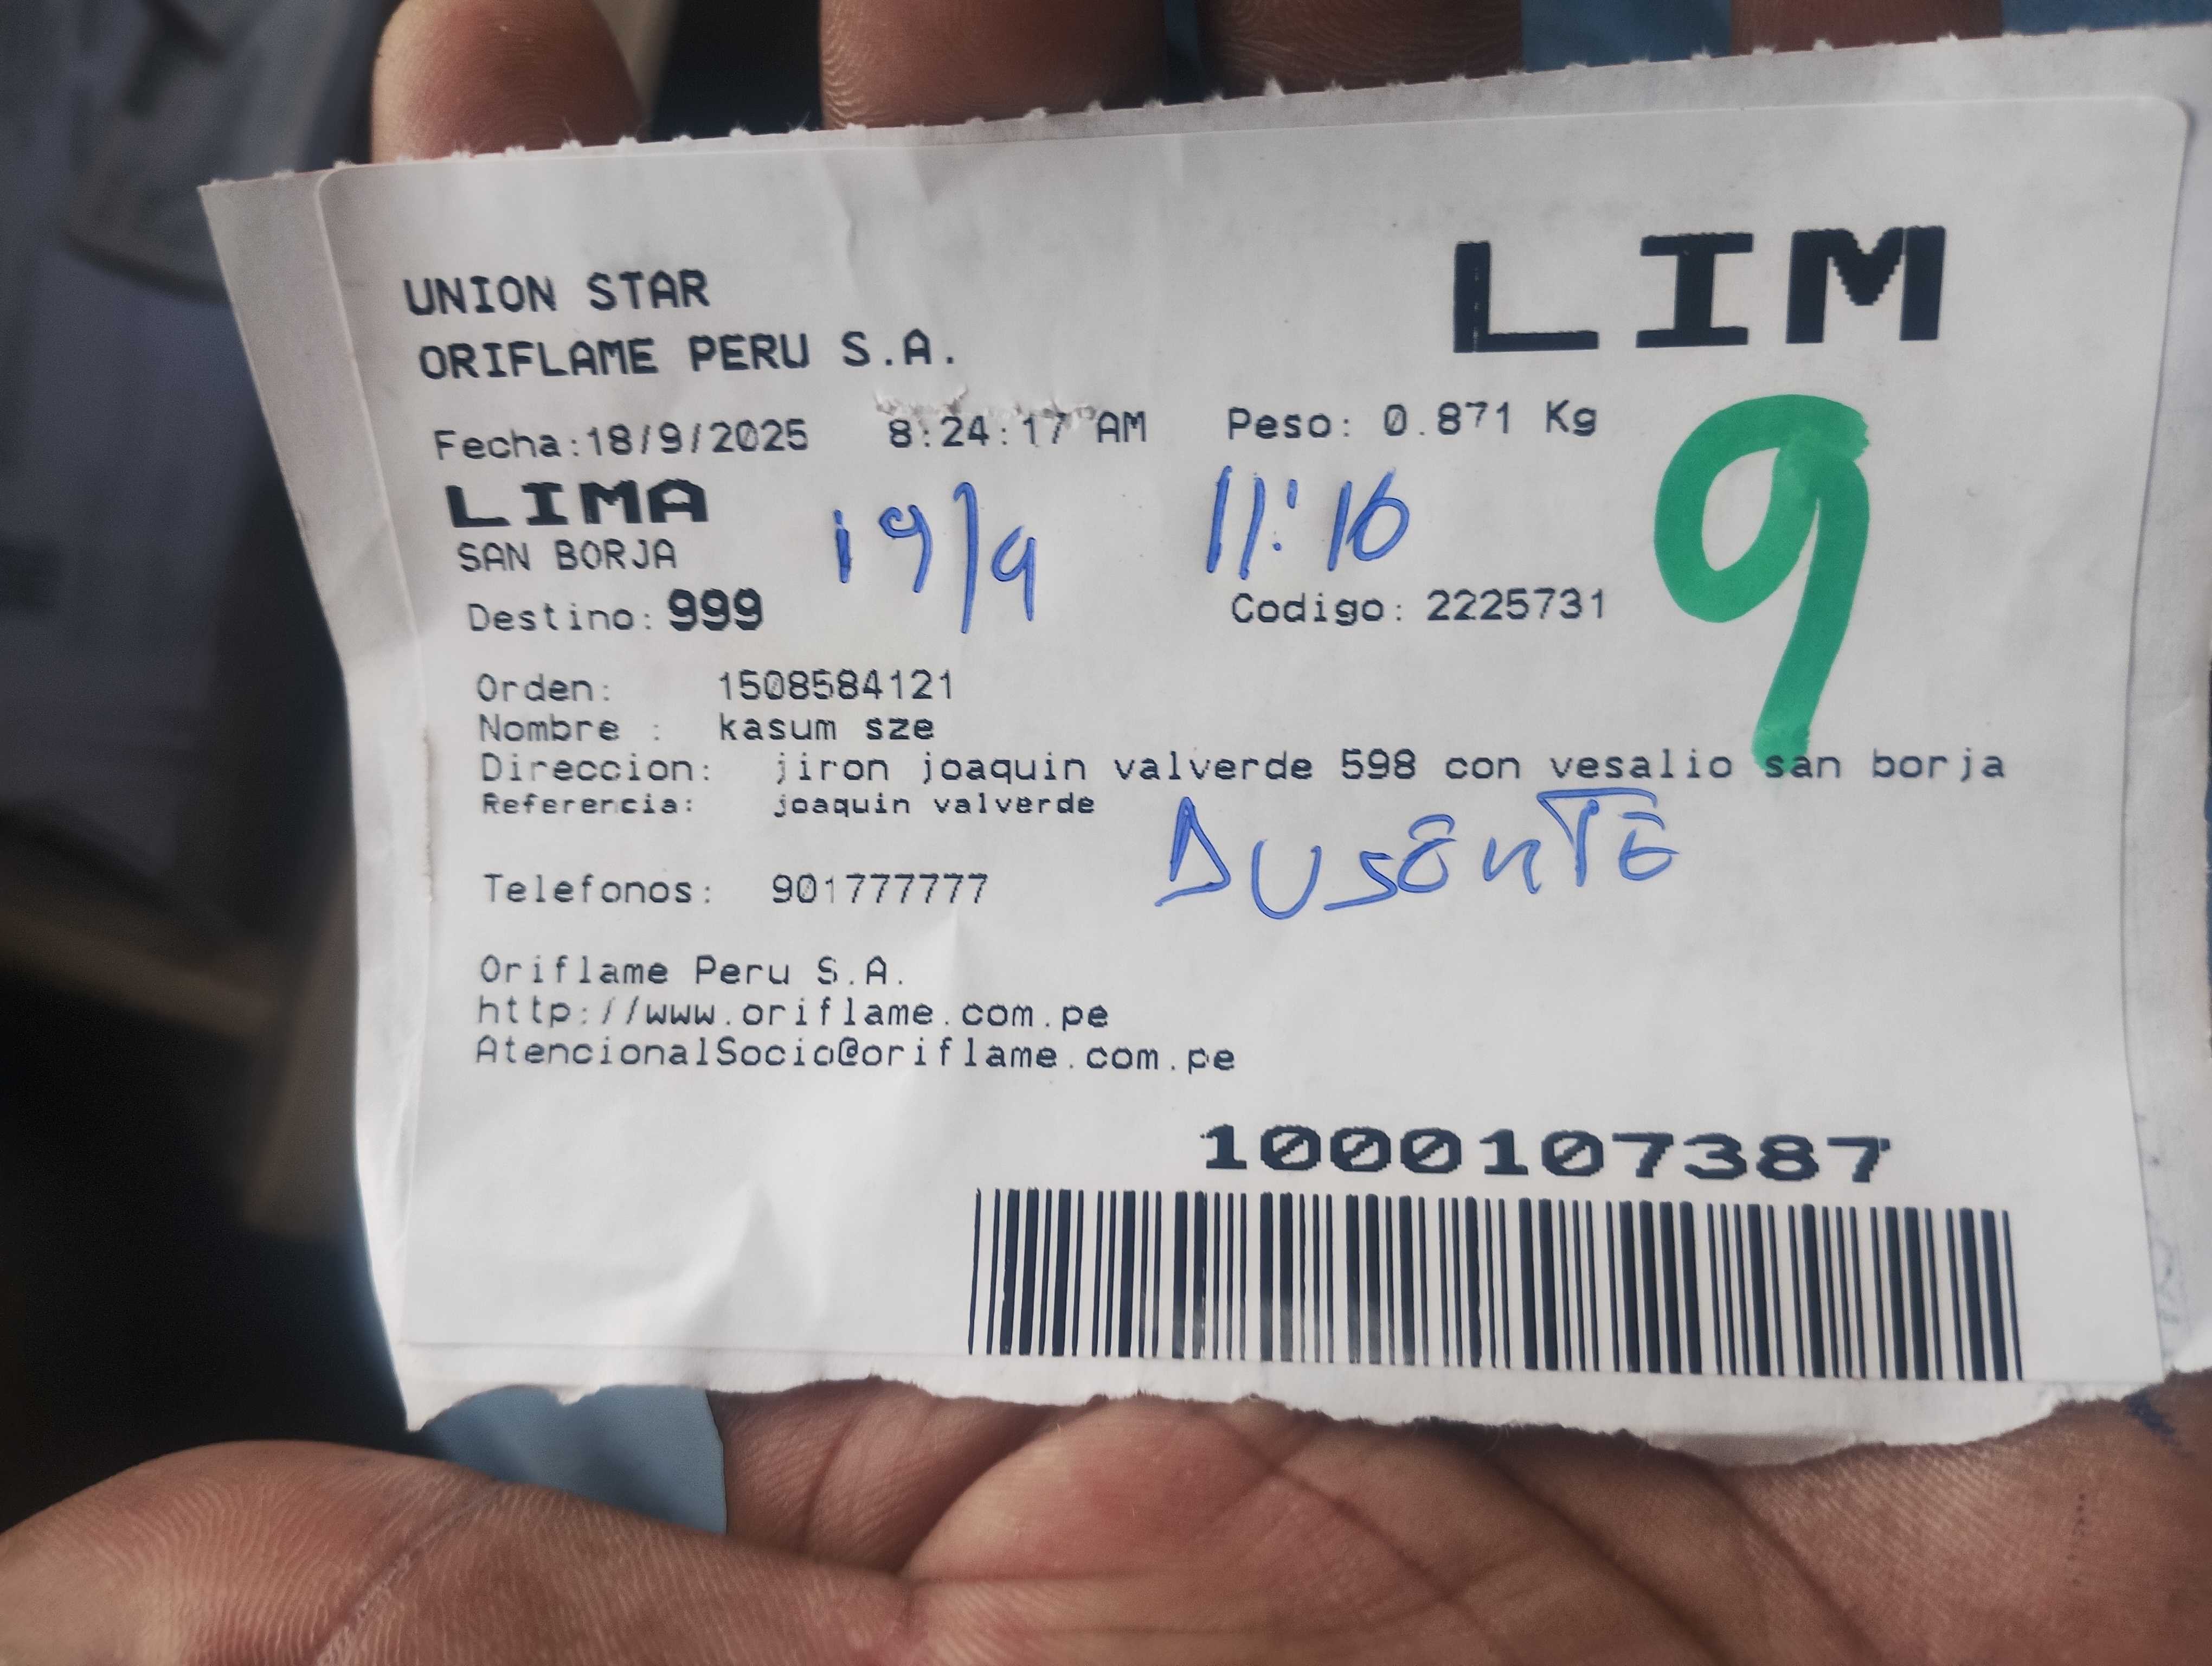 UNION STAR
LIM
ORIFLAME PERU S.A.
Fecha:18/9/2025 8:24:17 AM Peso: 0.871 Kg
9
LIMA
19/9 11:16
SAN BORJA
Destino: 999 Codigo: 2225731
Orden: 1508584121
Nombre : kasum sze
Direccion: jiron joaquin valverde 598 con vesalio san borja
Referencia: joaquin valverde
AUSENTE
Telefonos: 901777777
Oriflame Peru S.A.
http://www.oriflame.com.pe
AtencionalSocio@oriflame.com.pe
1000107387